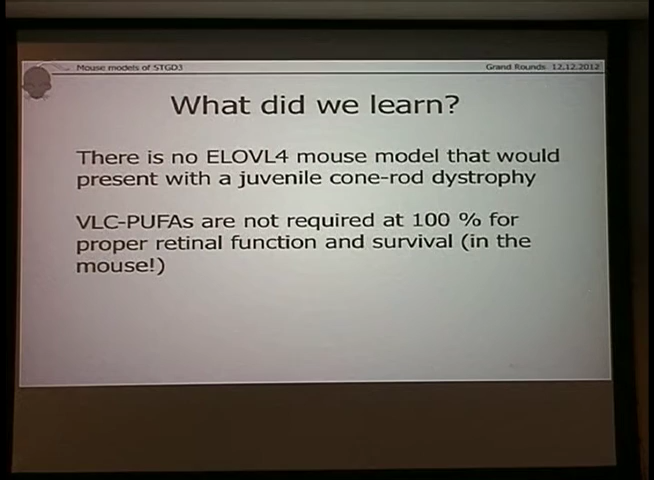 Mouse models of STGD3
Grand Rounds 12.12.2012
What did we learn?
There is no ELOVL4 mouse model that would
present with a juvenile cone-rod dystrophy
VLC-PUFAs are not required at 100 % for
proper retinal function and survival (in the
mouse!)